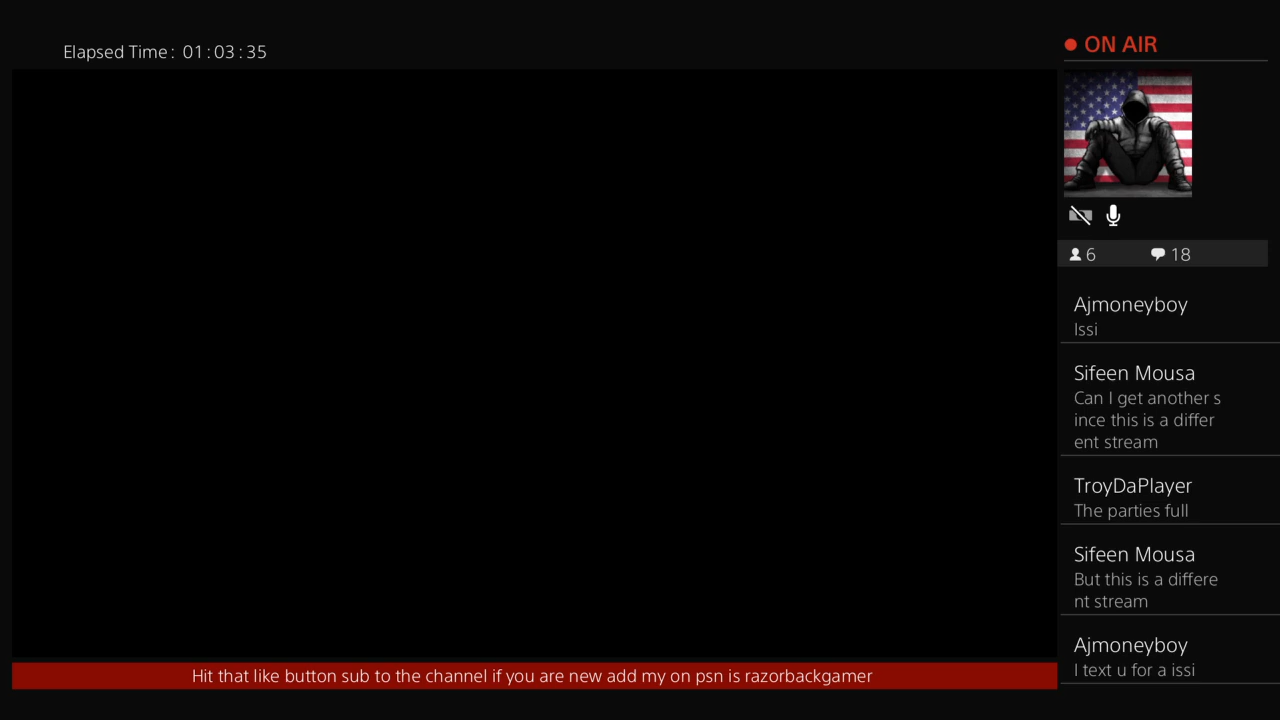 Elapsed Time: 01:03:35
ON AIR
6 18
Ajmoneyboy
Issi
Sifeen Mousa
Can I get another s
ince this is a differ
ent stream
TroyDaPlayer
The parties full
Sifeen Mousa
But this is a differe
nt stream
Ajmoneyboy
I text u for a issi
Hit that like button sub to the channel if you are new add my on psn is razorbackgamer